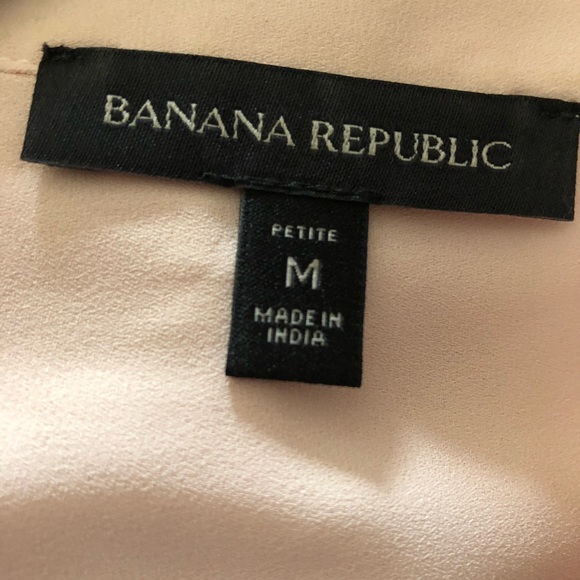 BANANA REPUBLIC
PETITE
M
MADE IN
INDIA